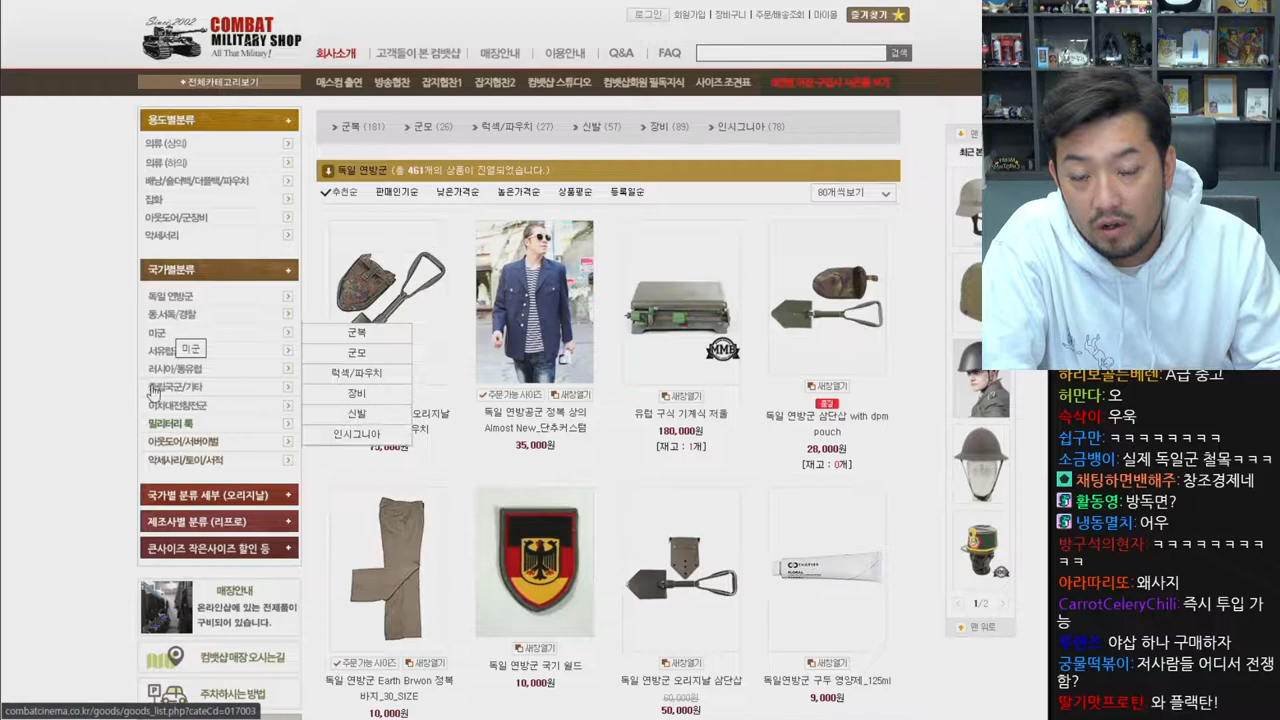 Since 2002
COMBAT
MILITARY SHOP
All That Military!
로그인
회원가입 | 장바구니 | 주문/배송조회 | 마이몰
즐겨찾기
회사소개
고객들이 본 컴뱃샵
매장안내
이용안내
Q&A
FAQ
검색
+ 전체카테고리보기
매스컴 출연
방송협찬
잡지협찬1
잡지협찬2
컴뱃샵 스튜디오
컴뱃샵회원 필독지식
사이즈 조견표
용도별분류
의류 (상의)
의류 (하의)
배낭/숄더백/더플백/파우치
잡화
아웃도어/군장비
악세서리
국가별분류
독일 연방군
동.서독/경찰
미군
미군
러시아/동유럽
밀리터리 룩
아웃도어/서바이벌
악세사리/토이/서적
국가별 분류 세부 (오리지날)
제조사별 분류 (리프로)
큰사이즈 작은사이즈 할인 등
매장안내
온라인샵에 있는 전제품이
구비되어 있습니다.
컴뱃샵 매장 오시는길
주차하시는 방법
combatcinema.co.kr/goods/goods_list.php?cateCd=017003
군복
군모
럭색/파우치
장비
신발
인시그니아
군복 (181)
군모 (26)
럭색/파우치 (27)
신발 (57)
장비 (89)
인시그니아 (78)
독일 연방군 (총 461개의 상품이 진열되었습니다.)
추천순
판매인기순
낮은가격순
높은가격순
상품평순
등록일순
80개씩보기
주문가능 사이즈
새창열기
독일 연방공군 정복 상의
Almost New_단추커스텀
35,000원
MMB
새창열기
유럽 구식 기계식 저울
180,000원
[재고 : 1개]
새창열기
품절
독일 연방군 삼단삽 with dpm
pouch
28,000원
[재고 : 0개]
주문가능 사이즈
새창열기
독일 연방군 Earth Brwon 정복
바지_30_SIZE
10,000원
새창열기
독일 연방군 국기 월드
10,000원
새창열기
독일 연방군 오리지날 삼단삽
60,000원
50,000원
새창열기
독일연방군 구두 영양제_125ml
9,000원
최근 본
1/2
맨 위로
하리보골든베렌: A급 중고
허만다: 오
슥삭이: 우욱
쉽구만: ㅋㅋㅋㅋㅋㅋㅋㅋ
소금뱅이: 실제 독일군 철목ㅋㅋㅋ
채팅하면밴해주: 창조경제네
활동영: 방독면?
냉동멸치: 어우
방구석의현자: ㅋㅋㅋㅋㅋㅋㅋㅋ
ㅋㅋ
아라따리또: 왜사지
CarrotCeleryChili: 즉시 투입 가
능
야삽 하나 구매하자
궁물떡볶이: 저사람들 어디서 전쟁
함?
딸기맛프로틴: 와 플랙탄!